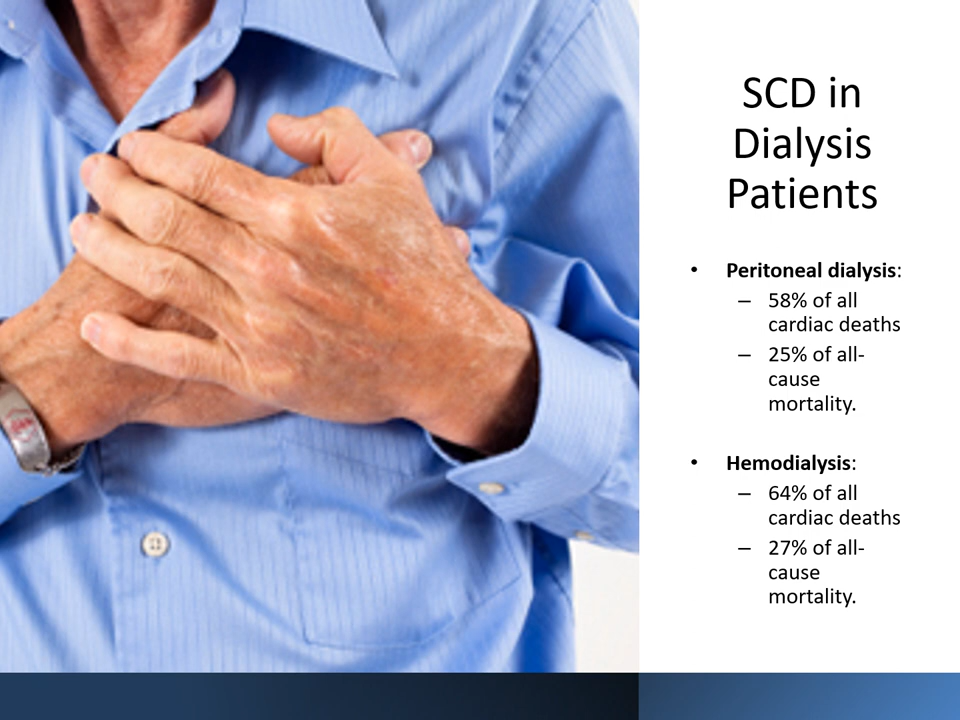 SCD in
Dialysis
Patients
• Peritoneal dialysis:
– 58% of all
cardiac deaths
– 25% of all-
cause
mortality.
• Hemodialysis:
– 64% of all
cardiac deaths
– 27% of all-
cause
mortality.